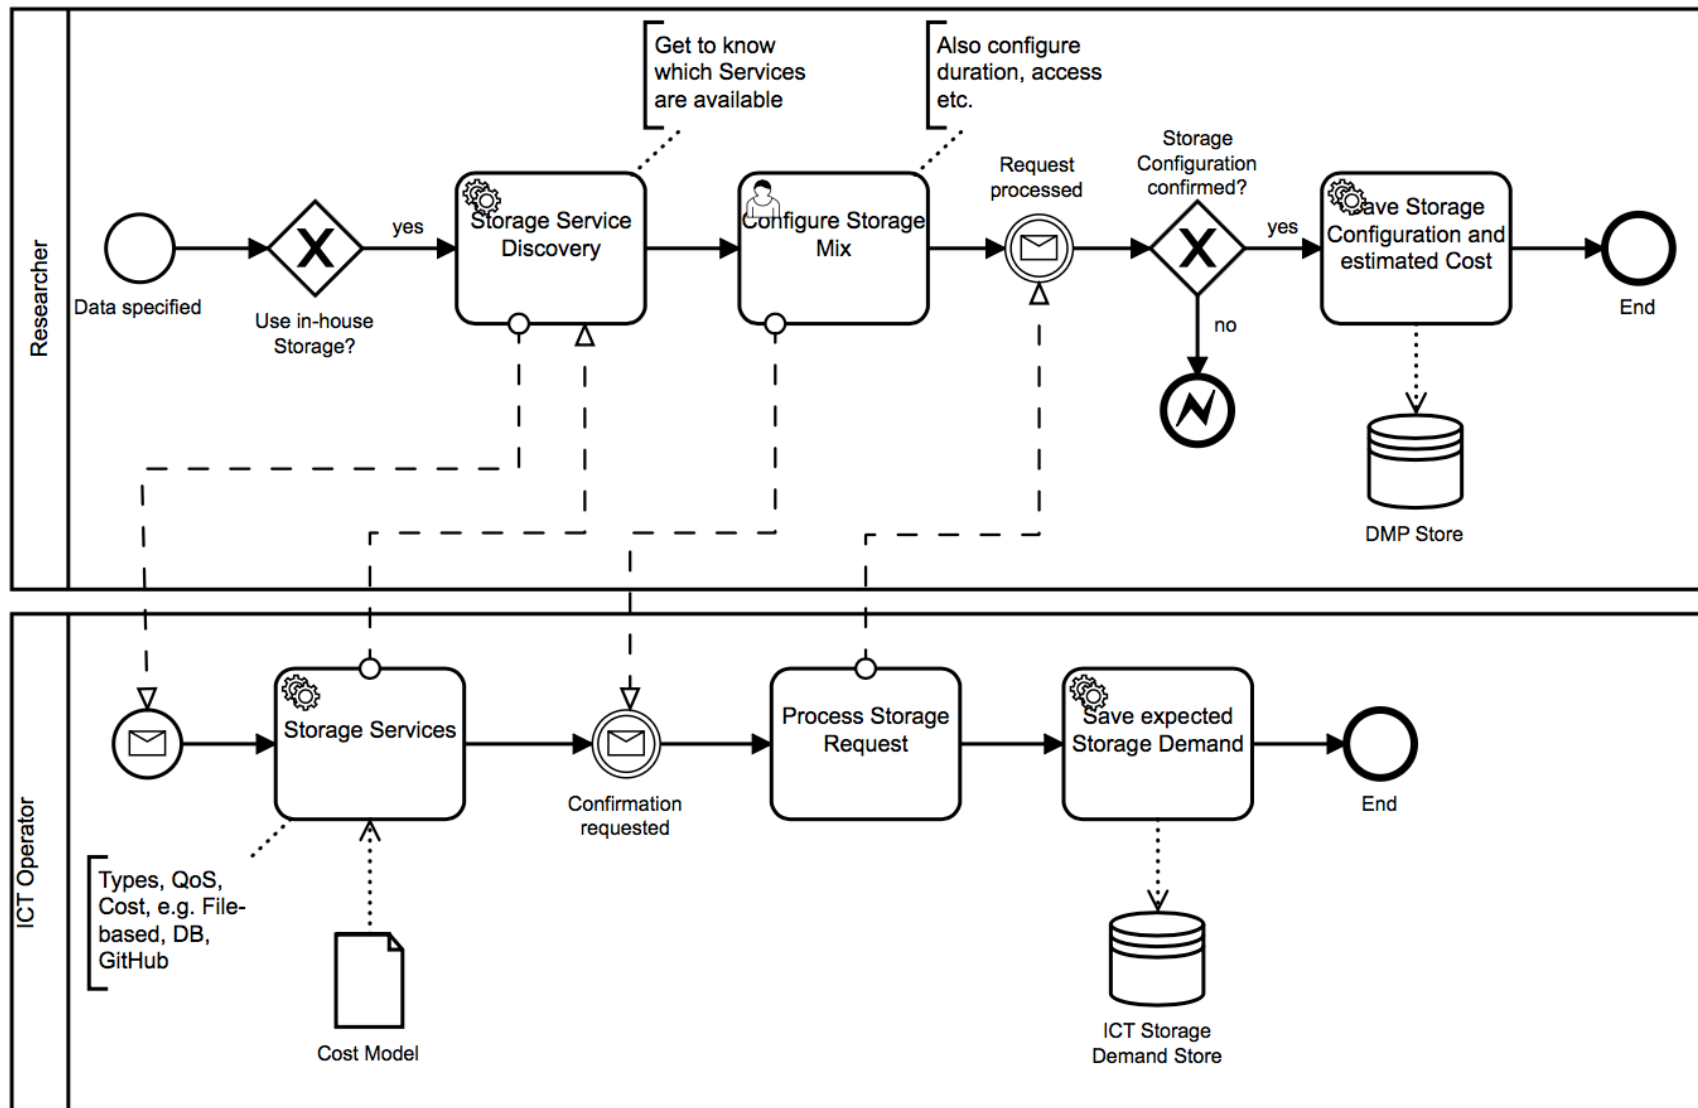 Researcher
Get to know
which Services
are available
Also configure
duration, access
etc.
Data specified
Use in-house
Storage?
yes
Storage Service
Discovery
Configure Storage
Mix
Request
processed
Storage
Configuration
confirmed?
yes
no
Save Storage
Configuration and
estimated Cost
End
DMP Store
ICT Operator
Storage Services
Types, QoS,
Cost, e.g. File-
based, DB,
GitHub
Cost Model
Confirmation
requested
Process Storage
Request
Save expected
Storage Demand
End
ICT Storage
Demand Store